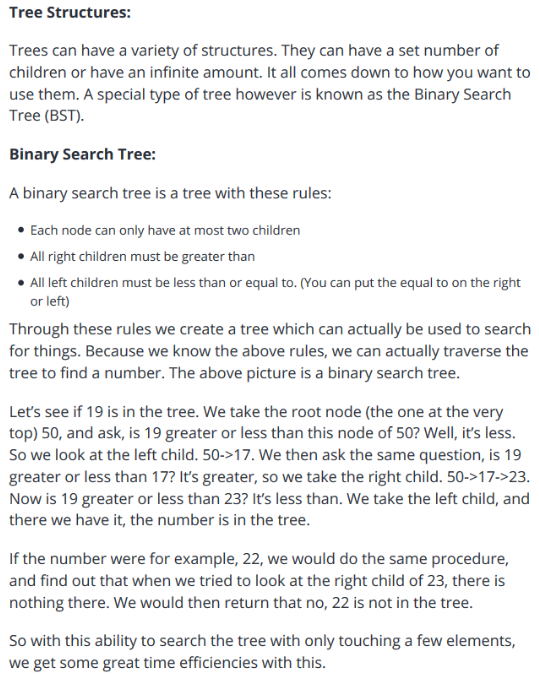 Tree Structures:
Trees can have a variety of structures. They can have a set number of
children or have an infinite amount. It all comes down to how you want to
use them. A special type of tree however is known as the Binary Search
Tree (BST).
Binary Search Tree:
A binary search tree is a tree with these rules:
• Each node can only have at most two children
• All right children must be greater than
• All left children must be less than or equal to. (You can put the equal to on the right
or left)
Through these rules we create a tree which can actually be used to search
for things. Because we know the above rules, we can actually traverse the
tree to find a number. The above picture is a binary search tree.
Let's see if 19 is in the tree. We take the root node (the one at the very
top) 50, and ask, is 19 greater or less than this node of 50? Well, it's less.
So we look at the left child. 50->17. We then ask the same question, is 19
greater or less than 17? It's greater, so we take the right child. 50->17->23.
Now is 19 greater or less than 23? It's less than. We take the left child, and
there we have it, the number is in the tree.
If the number were for example, 22, we would do the same procedure,
and find out that when we tried to look at the right child of 23, there is
nothing there. We would then return that no, 22 is not in the tree.
So with this ability to search the tree with only touching a few elements,
we get some great time efficiencies with this.